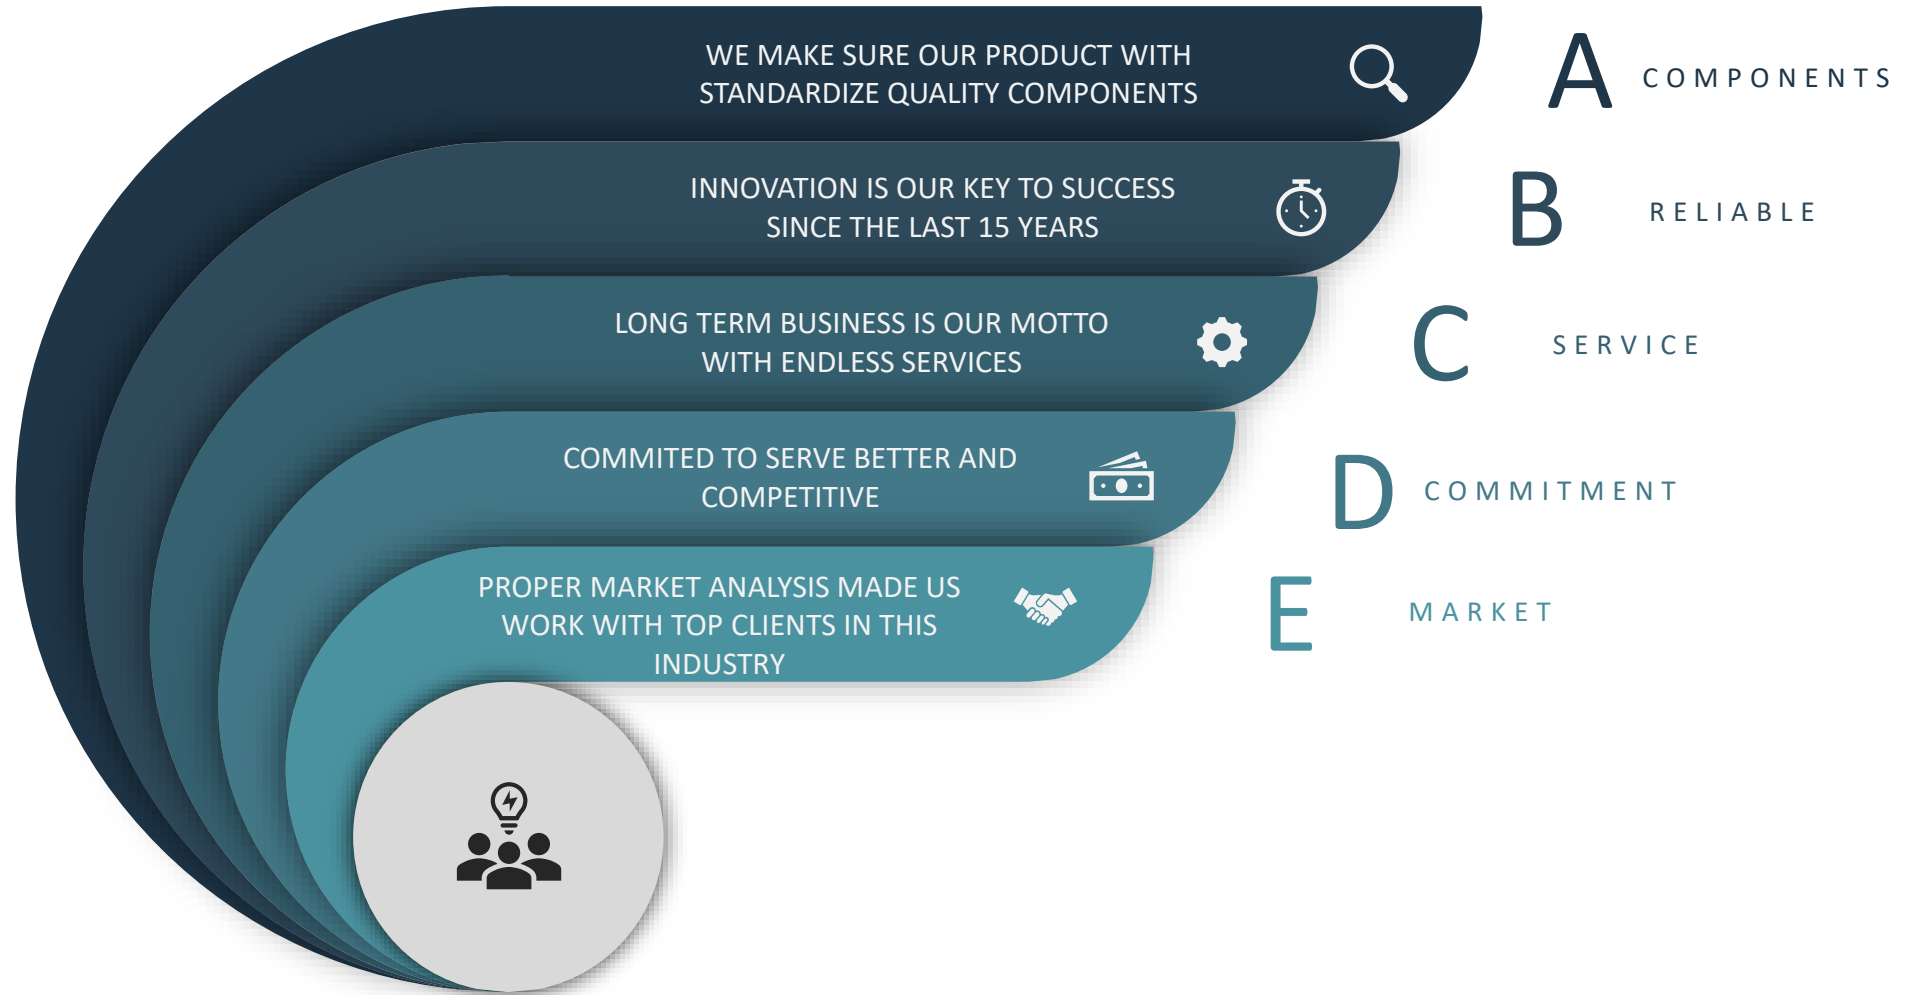 WE MAKE SURE OUR PRODUCT WITH
STANDARDIZE QUALITY COMPONENTS
A COMPONENTS
INNOVATION IS OUR KEY TO SUCCESS
SINCE THE LAST 15 YEARS
B RELIABLE
LONG TERM BUSINESS IS OUR MOTTO
WITH ENDLESS SERVICES
C SERVICE
COMMITED TO SERVE BETTER AND
COMPETITIVE
D COMMITMENT
PROPER MARKET ANALYSIS MADE US
WORK WITH TOP CLIENTS IN THIS
INDUSTRY
E MARKET